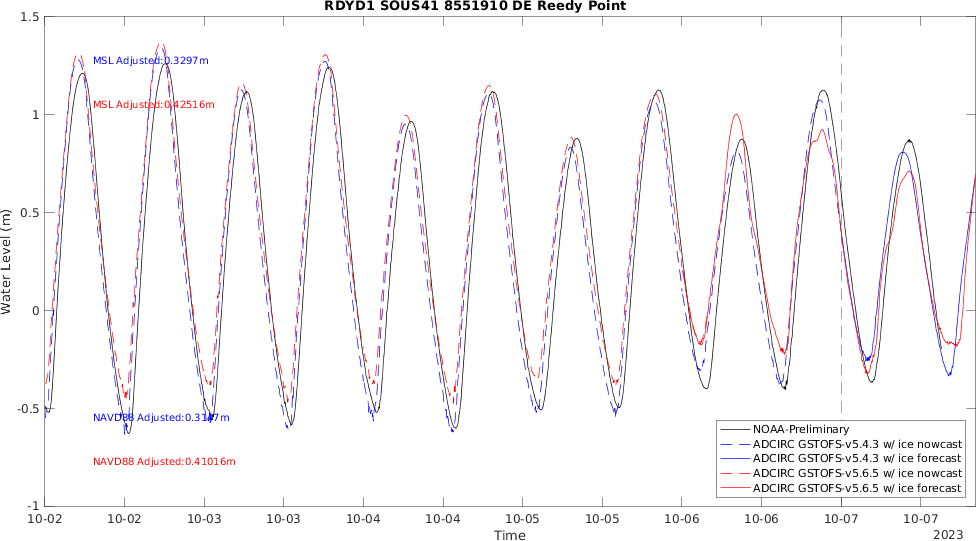 RDYD1 SOUS41 8551910 DE Reedy Point
1.5
1
0.5
0
-0.5
-1
Water Level (m)
MSL Adjusted:0.3297m
MSL Adjusted:0.42516m
NAVD88 Adjusted:0.3147m
NAVD88 Adjusted:0.41016m
NOAA-Preliminary
ADCIRC GSTOFS-v5.4.3 w/ ice nowcast
ADCIRC GSTOFS-v5.4.3 w/ ice forecast
ADCIRC GSTOFS-v5.6.5 w/ ice nowcast
ADCIRC GSTOFS-v5.6.5 w/ ice forecast
10-02 10-02 10-03 10-03 10-04 10-04 10-05 10-05 10-06 10-06 10-07 10-07
Time
2023